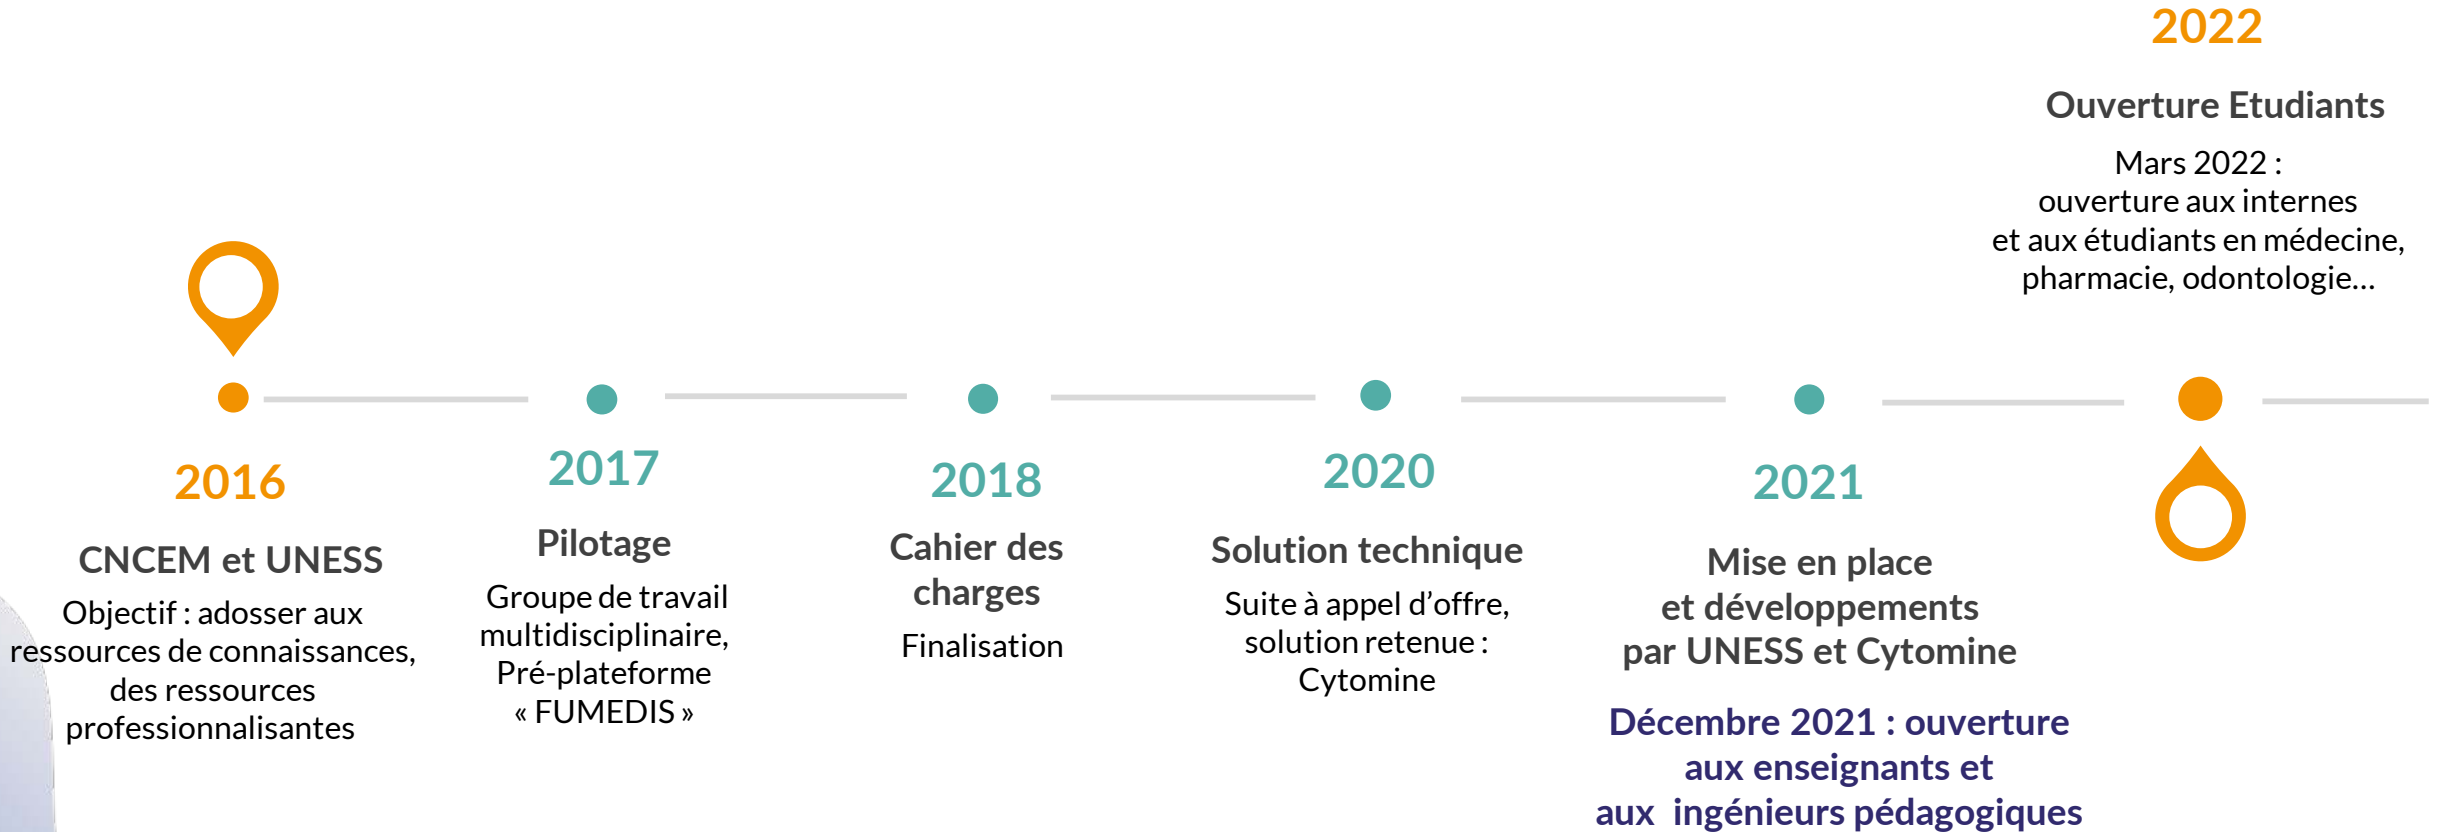 2016
CNCEM et UNESS
Objectif : adosser aux
ressources de connaissances,
des ressources
professionnalisantes
2017
Pilotage
Groupe de travail
multidisciplinaire,
Pré-plateforme
« FUMEDIS »
2018
Cahier des
charges
Finalisation
2020
Solution technique
Suite à appel d’offre,
solution retenue :
Cytomine
2021
Mise en place
et développements
par UNESS et Cytomine
Décembre 2021 : ouverture
aux enseignants et
aux ingénieurs pédagogiques
2022
Ouverture Etudiants
Mars 2022 :
ouverture aux internes
et aux étudiants en médecine,
pharmacie, odontologie...